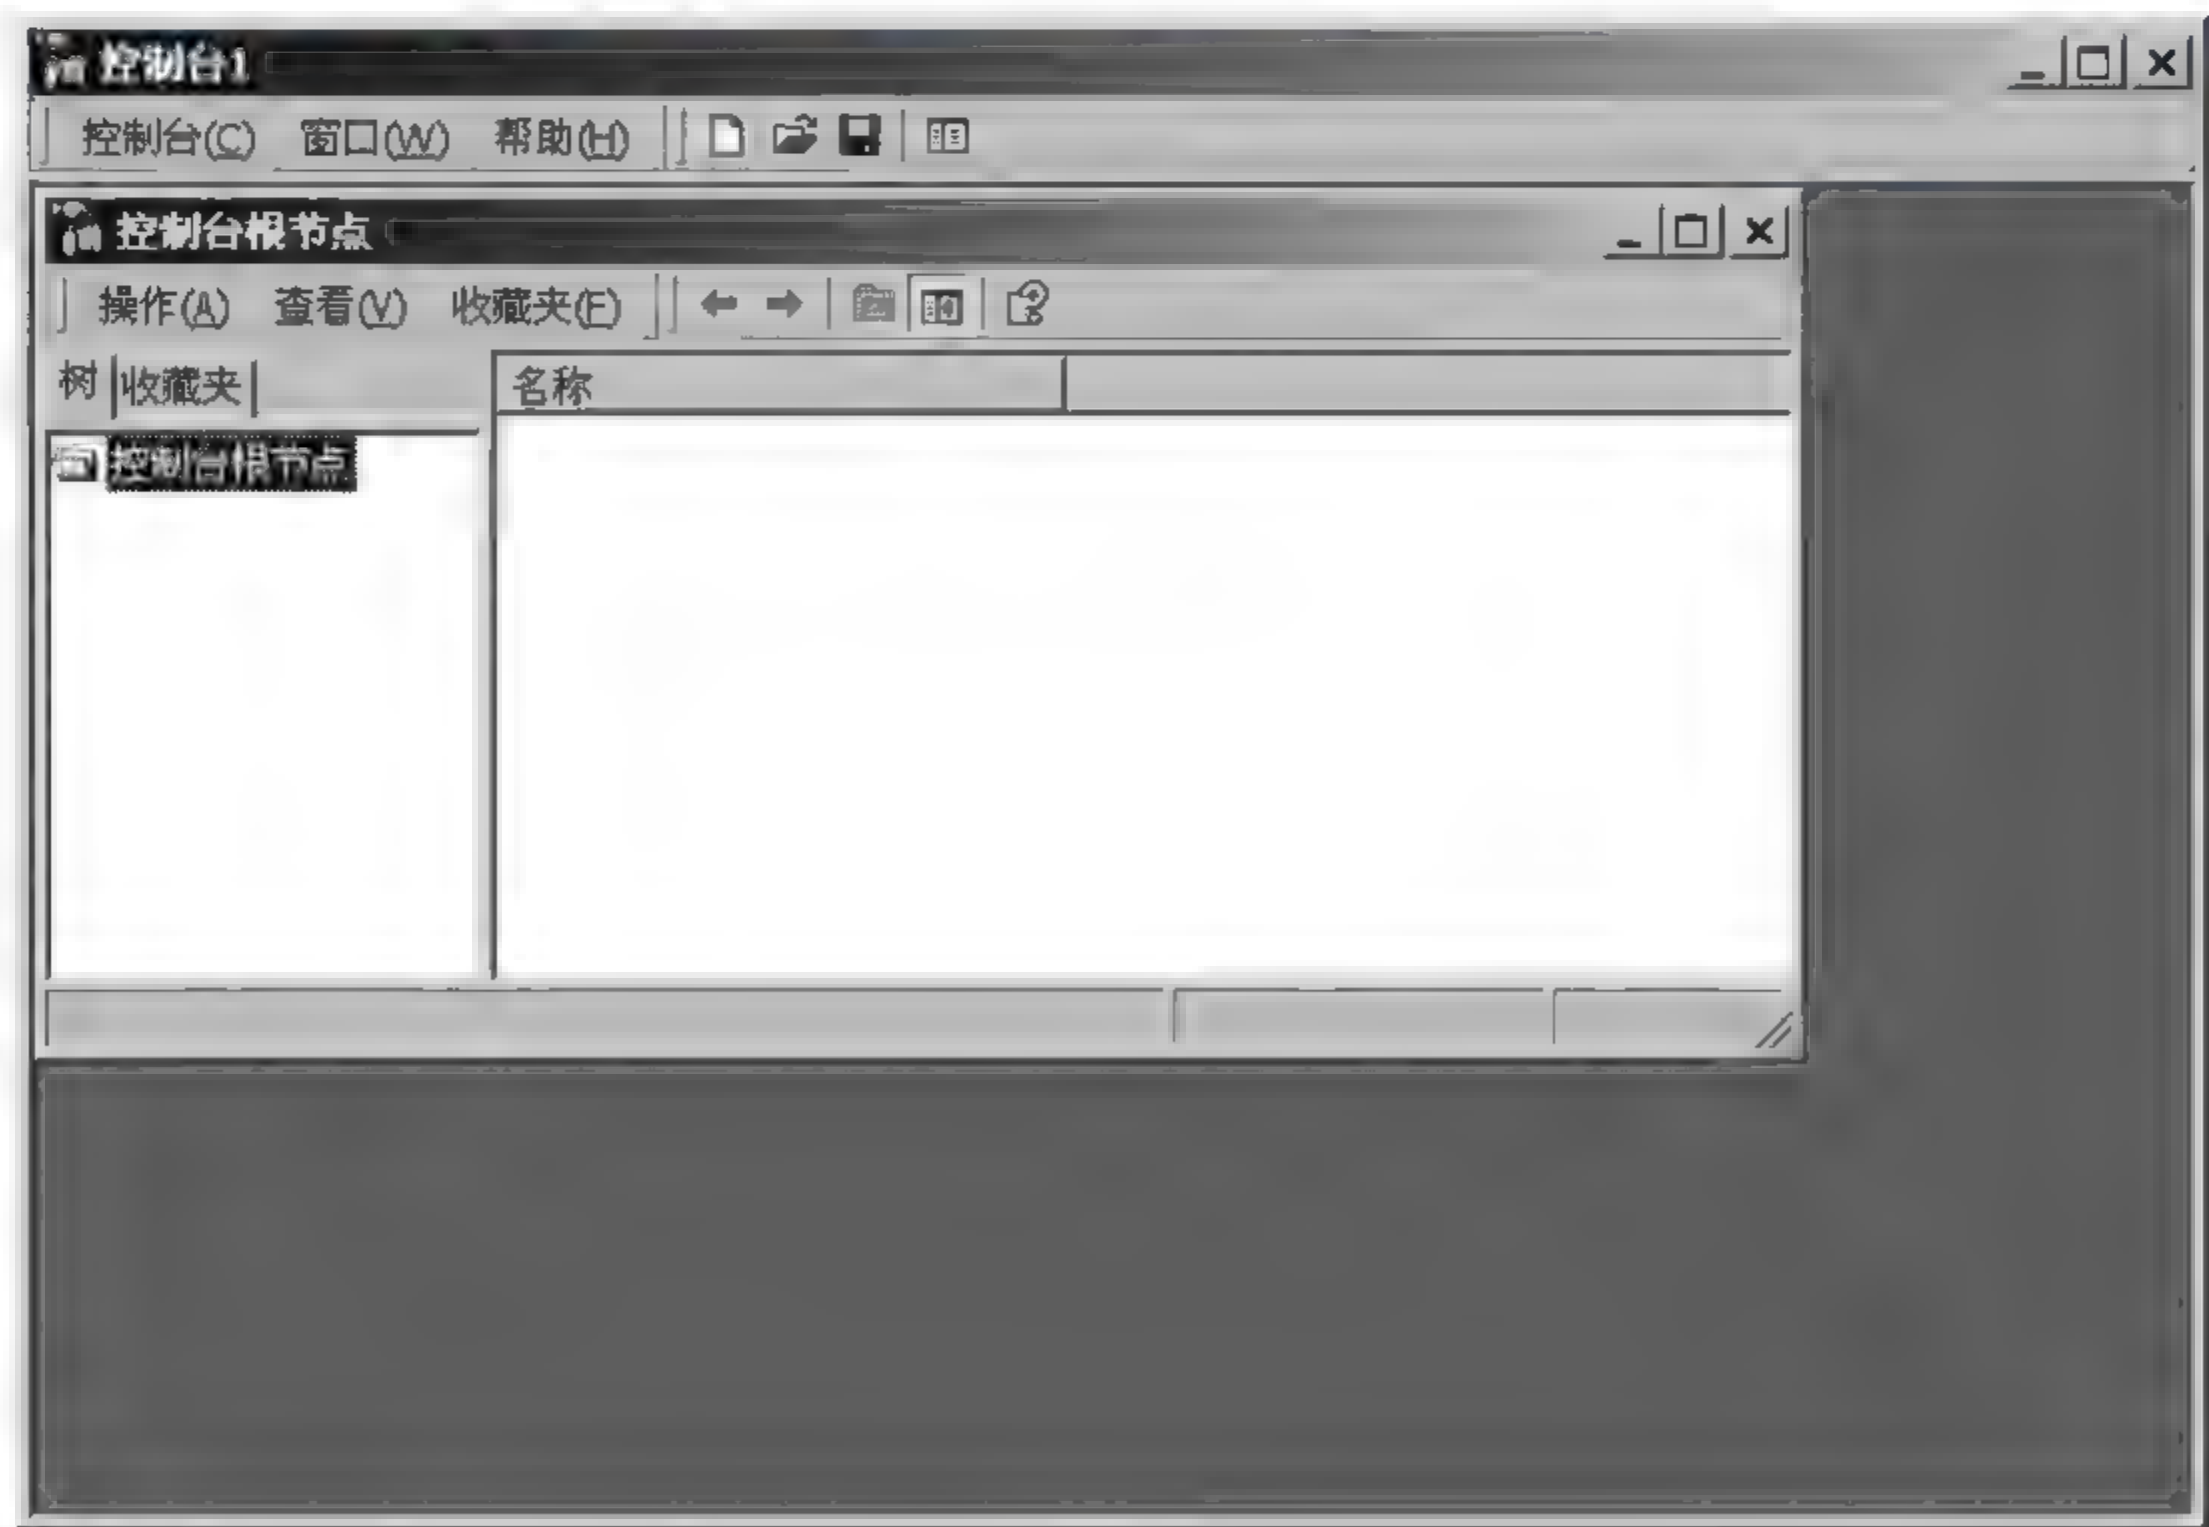 控制台1
控制台(C) 窗口(W) 帮助(H)
控制台根节点
操作(A) 查看(V) 收藏夹(F)
树 收藏夹 名称
控制台根节点